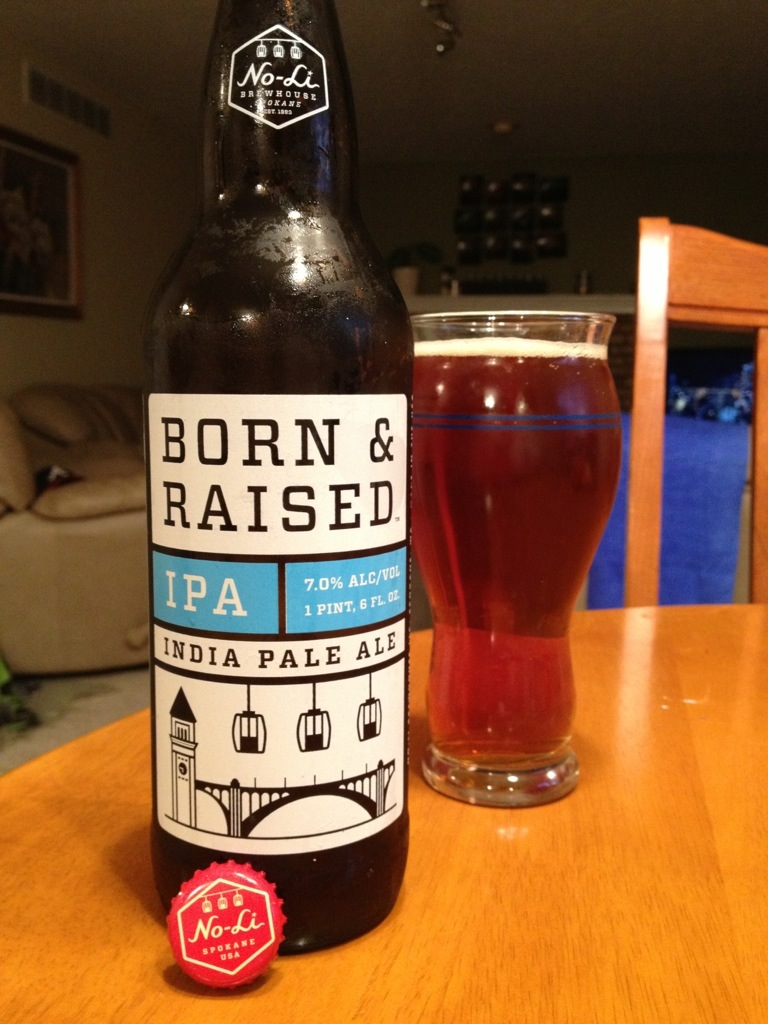 No-Li
BREWHOUSE
SPOKANE
EST. 1993
BORN &
RAISED™
IPA
7.0% ALC/VOL
1 PINT, 6 FL. OZ.
INDIA PALE ALE
No-Li
SPOKANE
USA